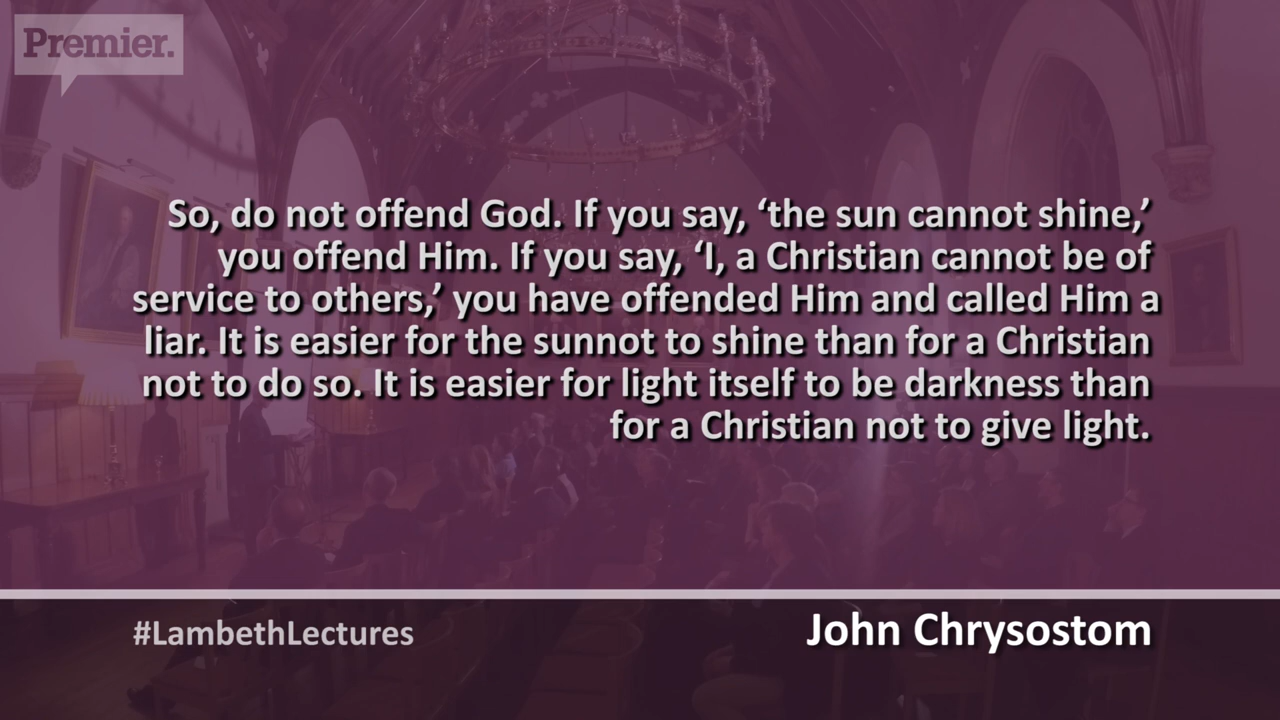 Premier.
So, do not offend God. If you say, ‘the sun cannot shine,’
you offend Him. If you say, ‘I, a Christian cannot be of
service to others,’ you have offended Him and called Him a
liar. It is easier for the sunnot to shine than for a Christian
not to do so. It is easier for light itself to be darkness than
for a Christian not to give light.
#LambethLectures
John Chrysostom